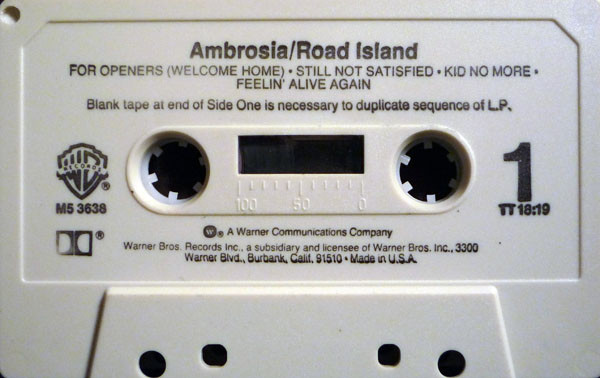 Ambrosia/Road Island
FOR OPENERS (WELCOME HOME) • STILL NOT SATISFIED • KID NO MORE •
FEELIN' ALIVE AGAIN
Blank tape at end of Side One is necessary to duplicate sequence of L.P.
WB
RECORDS
®
M5 3638
®
100 50 0
1
TT 18:19
W® A Warner Communications Company
Warner Bros. Records Inc., a subsidiary and licensee of Warner Bros. Inc., 3300
Warner Blvd., Burbank, Calif. 91510 • Made in U.S.A.